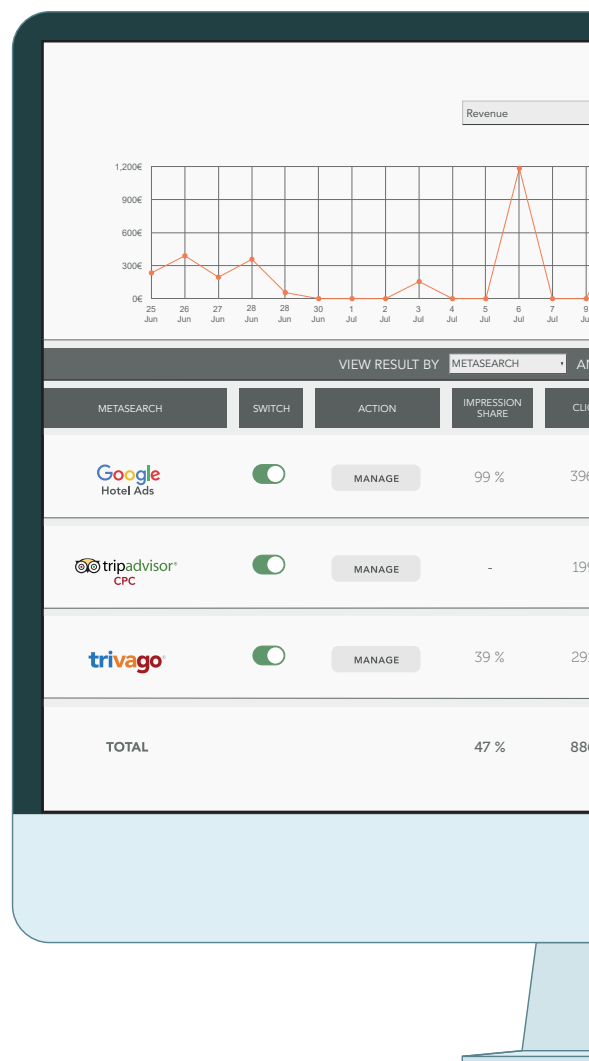 Revenue
1,200€
900€
600€
300€
0€
25 26 27 28 28 30 1 2 3 4 5 6 7 9
Jun Jun Jun Jun Jun Jun Jul Jul Jul Jul Jul Jul Jul
VIEW RESULT BY METASEARCH
METASEARCH SWITCH ACTION IMPRESSION
SHARE
Google
Hotel Ads
MANAGE 99 %
tripadvisor®
CPC
MANAGE -
trivago
MANAGE 39 %
TOTAL 47 %